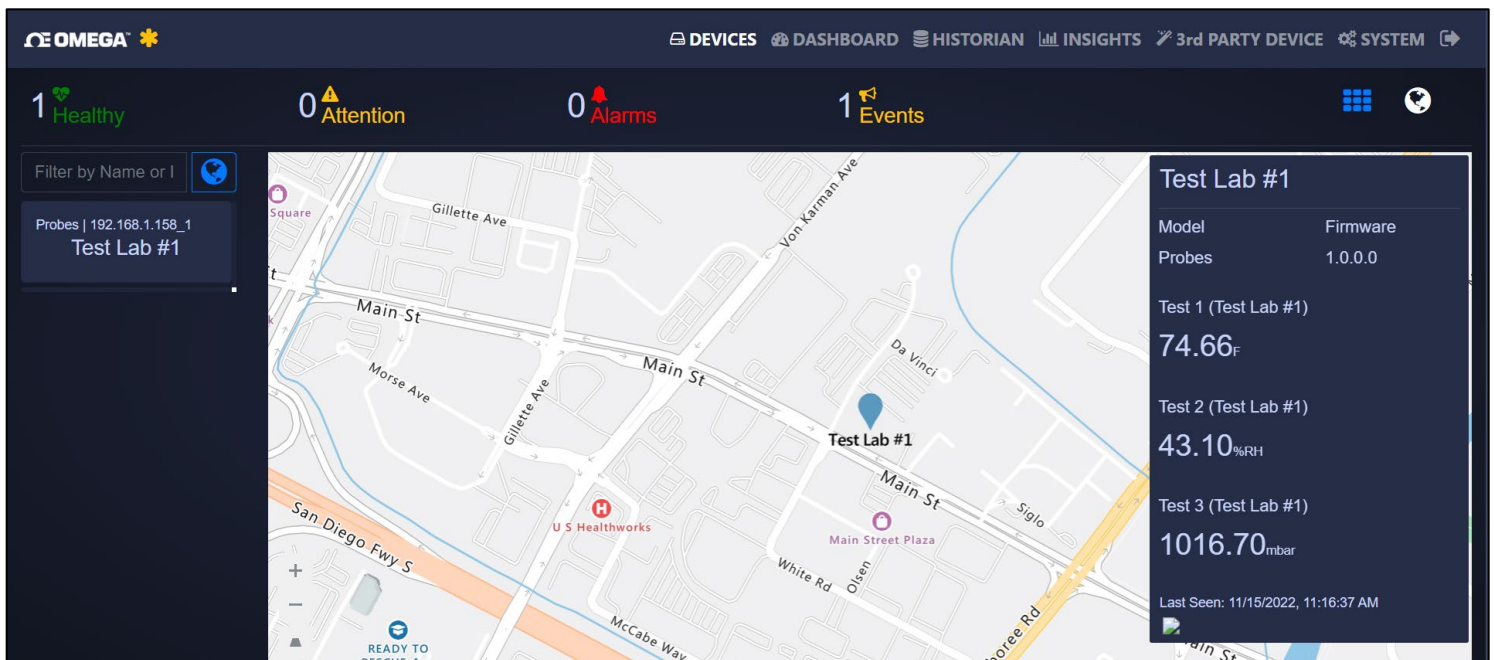 OMEGA™
DEVICES DASHBOARD HISTORIAN INSIGHTS 3rd PARTY DEVICE SYSTEM
1 Healthy 0 Attention 0 Alarms 1 Events
Filter by Name or I
Probes | 192.168.1.158_1
Test Lab #1
Square
Gillette Ave
Von Karman Ave
Main St
Morse Ave
Gillette Ave
Main St
Da Vinci
Test Lab #1
Main St
Siglo
San Diego Fwy S
H
U S Healthworks
Main Street Plaza
White Rd
Olsen
McCabe Way
READY TO
Test Lab #1
Model Firmware
Probes 1.0.0.0
Test 1 (Test Lab #1)
74.66F
Test 2 (Test Lab #1)
43.10%RH
Test 3 (Test Lab #1)
1016.70mbar
Last Seen: 11/15/2022, 11:16:37 AM